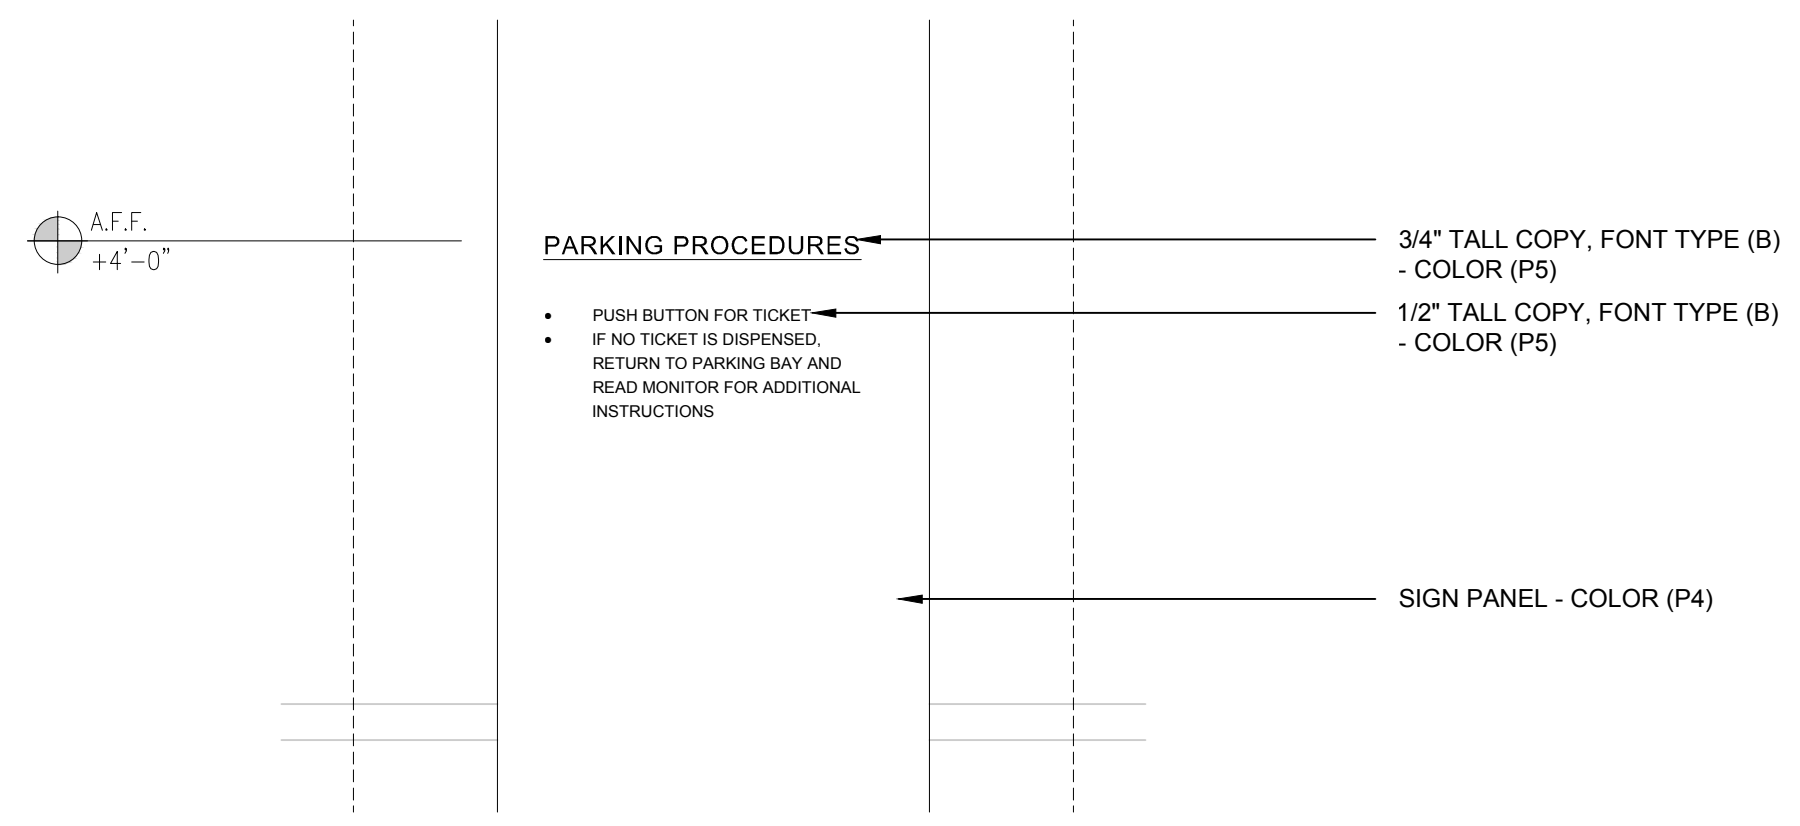 A.F.F.
+4'-0"
PARKING PROCEDURES
• PUSH BUTTON FOR TICKET
• IF NO TICKET IS DISPENSED,
RETURN TO PARKING BAY AND
READ MONITOR FOR ADDITIONAL
INSTRUCTIONS
3/4" TALL COPY, FONT TYPE (B)
- COLOR (P5)
1/2" TALL COPY, FONT TYPE (B)
- COLOR (P5)
SIGN PANEL - COLOR (P4)